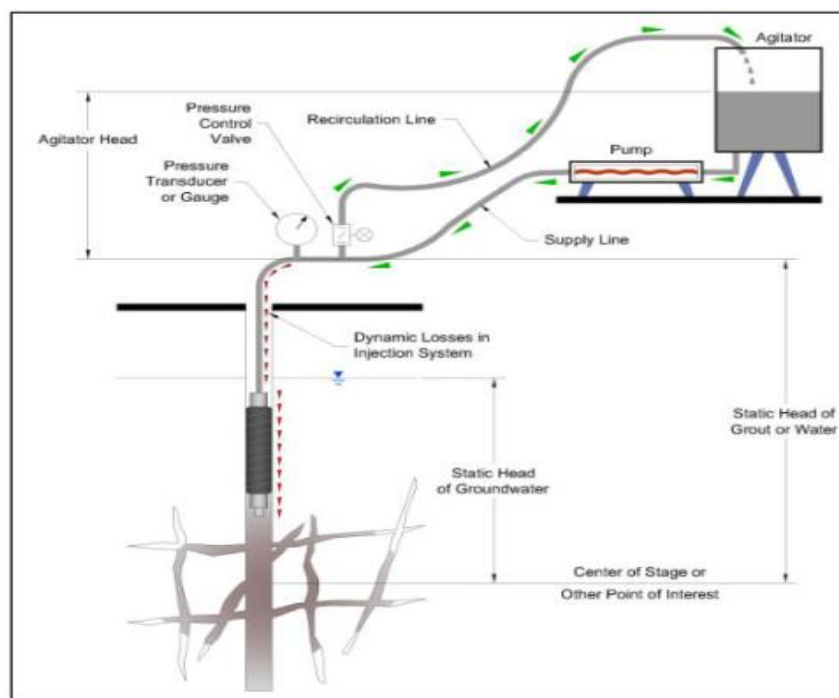 Agitator
Pressure
Control
Valve
Recirculation Line
Agitator Head
Pump
Pressure
Transducer
or Gauge
Supply Line
Dynamic Losses in
Injection System
Static Head of
Grout or Water
Static Head
of Groundwater
Center of Stage or
Other Point of Interest